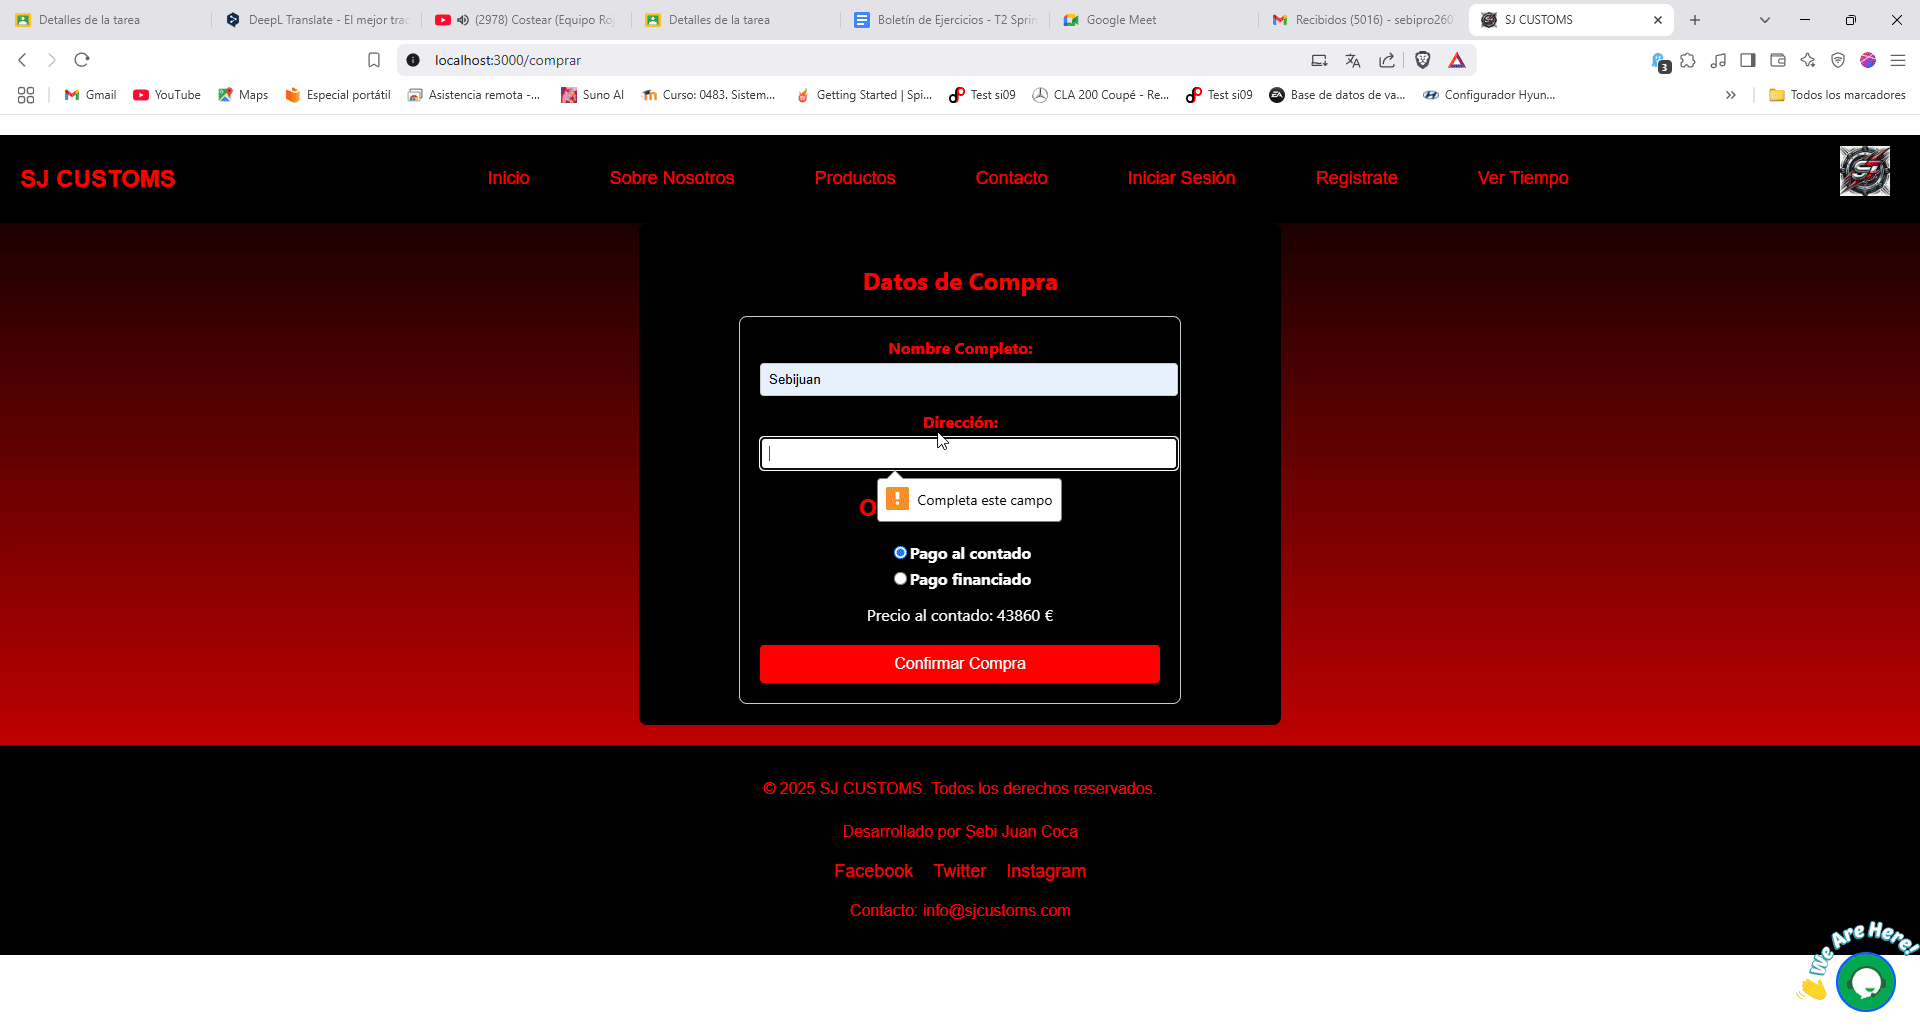 Detalles de la tarea
DeepL Translate - El mejor trac
(2978) Costear (Equipo Ro
Detalles de la tarea
Boletín de Ejercicios - T2 Sprin
Google Meet
Recibidos (5016) - sebipro260
SJ CUSTOMS
localhost:3000/comprar
3
Gmail
YouTube
Maps
Especial portátil
Asistencia remota -...
Suno AI
Curso: 0483. Sistem...
Getting Started | Spi...
Test si09
CLA 200 Coupé - Re...
Test si09
Base de datos de va...
Configurador Hyun...
Todos los marcadores
SJ CUSTOMS
Inicio
Sobre Nosotros
Productos
Contacto
Iniciar Sesión
Registrate
Ver Tiempo
Datos de Compra
Nombre Completo:
Sebijuan
Dirección:
Completa este campo
O
Pago al contado
Pago financiado
Precio al contado: 43860 €
Confirmar Compra
© 2025 SJ CUSTOMS. Todos los derechos reservados.
Desarrollado por Sebi Juan Coca
Facebook Twitter Instagram
Contacto: info@sjcustoms.com
We Are Here!